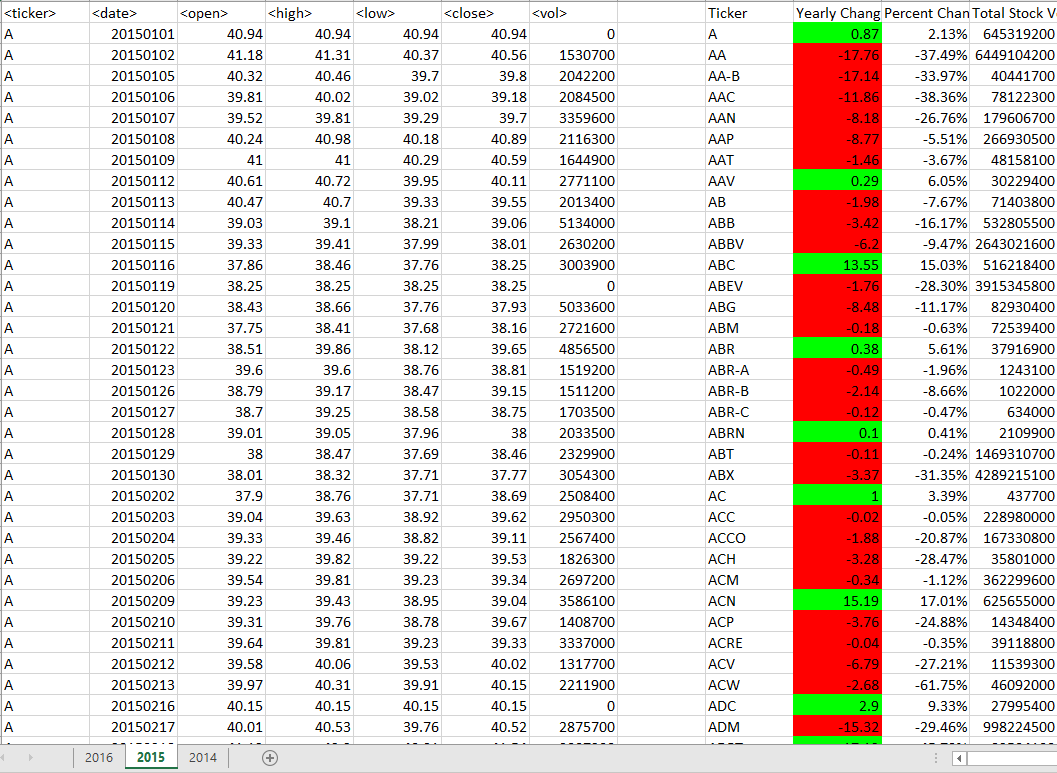 <ticker> <date> <open> <high> <low> <close> <vol> Ticker Yearly Chang Percent Chan Total Stock V
A 20150101 40.94 40.94 40.94 40.94 0 A 0.87 2.13% 645319200
A 20150102 41.18 41.31 40.37 40.56 1530700 AA -17.76 -37.49% 6449104200
A 20150105 40.32 40.46 39.7 39.8 2042200 AA-B -17.14 -33.97% 40441700
A 20150106 39.81 40.02 39.02 39.18 2084500 AAC -11.86 -38.36% 78122300
A 20150107 39.52 39.81 39.29 39.7 3359600 AAN -8.18 -26.76% 179606700
A 20150108 40.24 40.98 40.18 40.89 2116300 AAP -8.77 -5.51% 266930500
A 20150109 41 41 40.29 40.59 1644900 AAT -1.46 -3.67% 48158100
A 20150112 40.61 40.72 39.95 40.11 2771100 AAV 0.29 6.05% 30229400
A 20150113 40.47 40.7 39.33 39.55 2013400 AB -1.98 -7.67% 71403800
A 20150114 39.03 39.1 38.21 39.06 5134000 ABB -3.42 -16.17% 532805500
A 20150115 39.33 39.41 37.99 38.01 2630200 ABBV -6.2 -9.47% 2643021600
A 20150116 37.86 38.46 37.76 38.25 3003900 ABC 13.55 15.03% 516218400
A 20150119 38.25 38.25 38.25 38.25 0 ABEV -1.76 -28.30% 3915345800
A 20150120 38.43 38.66 37.76 37.93 5033600 ABG -8.48 -11.17% 82930400
A 20150121 37.75 38.41 37.68 38.16 2721600 ABM -0.18 -0.63% 72539400
A 20150122 38.51 39.86 38.12 39.65 4856500 ABR 0.38 5.61% 37916900
A 20150123 39.6 39.6 38.76 38.81 1519200 ABR-A -0.49 -1.96% 1243100
A 20150126 38.79 39.17 38.47 39.15 1511200 ABR-B -2.14 -8.66% 1022000
A 20150127 38.7 39.25 38.58 38.75 1703500 ABR-C -0.12 -0.47% 634000
A 20150128 39.01 39.05 37.96 38 2033500 ABRN 0.1 0.41% 2109900
A 20150129 38 38.47 37.69 38.46 2329900 ABT -0.11 -0.24% 1469310700
A 20150130 38.01 38.32 37.71 37.77 3054300 ABX -3.37 -31.35% 4289215100
A 20150202 37.9 38.76 37.71 38.69 2508400 AC 1 3.39% 437700
A 20150203 39.04 39.63 38.92 39.62 2950300 ACC -0.02 -0.05% 228980000
A 20150204 39.33 39.46 38.82 39.11 2567400 ACCO -1.88 -20.87% 167330800
A 20150205 39.22 39.82 39.22 39.53 1826300 ACH -3.28 -28.47% 35801000
A 20150206 39.54 39.81 39.23 39.34 2697200 ACM -0.34 -1.12% 362299600
A 20150209 39.23 39.43 38.95 39.04 3586100 ACN 15.19 17.01% 625655000
A 20150210 39.31 39.76 38.78 39.67 1408700 ACP -3.76 -24.88% 14348400
A 20150211 39.64 39.81 39.23 39.33 3337000 ACRE -0.04 -0.35% 39118800
A 20150212 39.58 40.06 39.53 40.02 1317700 ACV -6.79 -27.21% 11539300
A 20150213 39.97 40.31 39.91 40.15 2211900 ACW -2.68 -61.75% 46092000
A 20150216 40.15 40.15 40.15 40.15 0 ADC 2.9 9.33% 27995400
A 20150217 40.01 40.53 39.76 40.52 2875700 ADM -15.32 -29.46% 998224500
2016 2015 2014